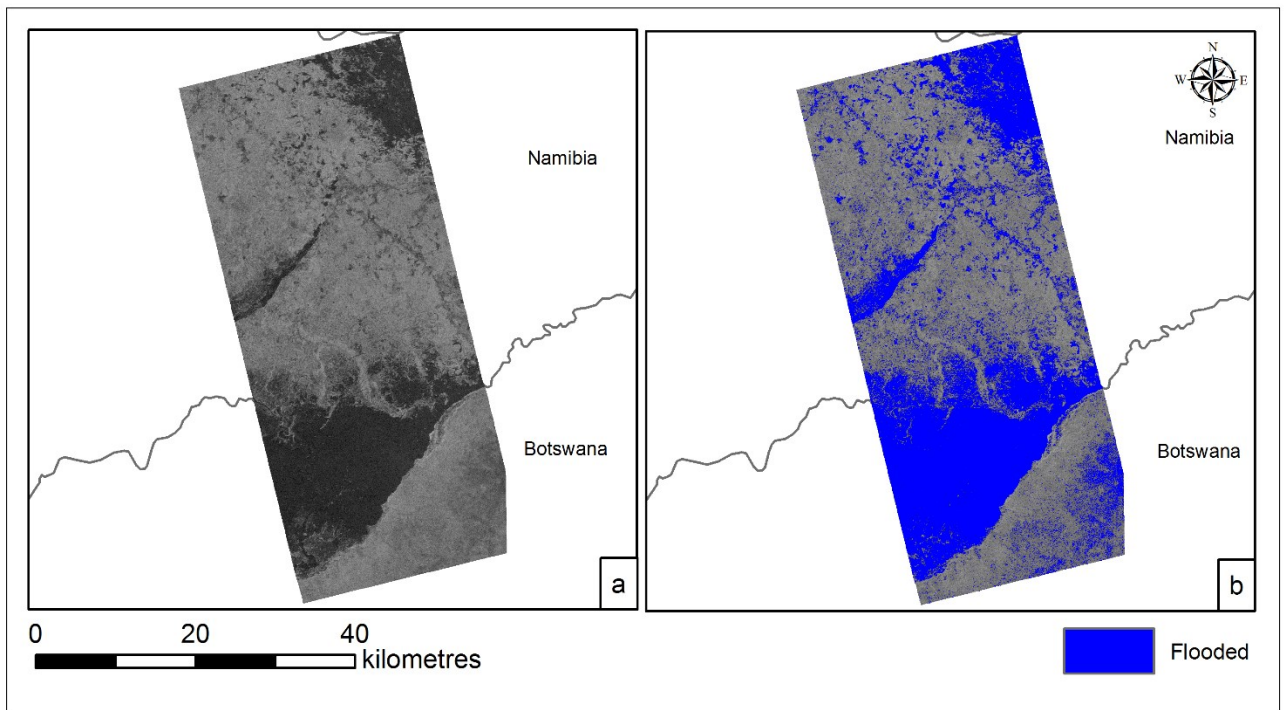 N
W E
S
Namibia
Namibia
Botswana
Botswana
a
b
0 20 40
kilometres
Flooded